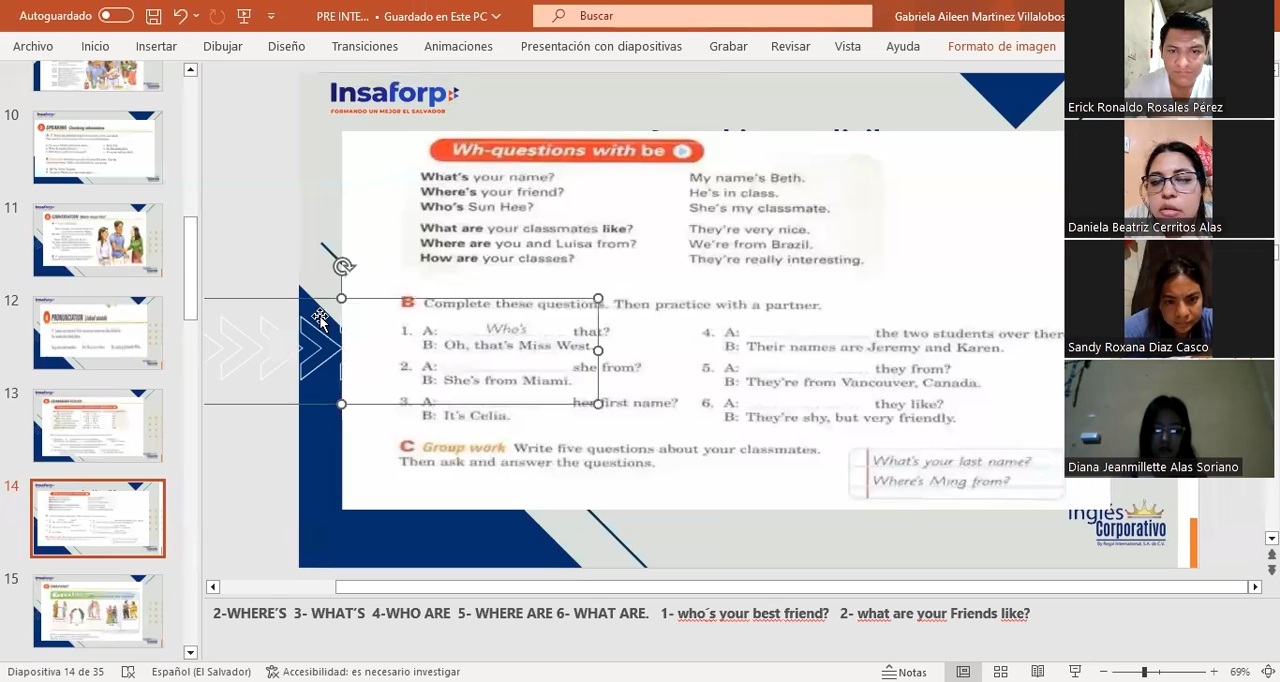 Autoguardado
PRE INTE... • Guardado en Este PC
Buscar
Gabriela Aileen Martinez Villalobos
Archivo Inicio Insertar Dibujar Diseño Transiciones Animaciones Presentación con diapositivas Grabar Revisar Vista Ayuda Formato de imagen
10
11
12
13
14
15
Insaforp
FORMANDO UN MEJOR EL SALVADOR
Wh-questions with be
What's your name? My name's Beth.
Where's your friend? He's in class.
Who's Sun Hee? She's my classmate.
What are your classmates like? They're very nice.
Where are you and Luisa from? We're from Brazil.
How are your classes? They're really interesting.
B Complete these questions. Then practice with a partner.
1. A: Who's that?
B: Oh, that's Miss West.
2. A: she from?
B: She's from Miami.
3. A: her first name?
B: It's Celia.
4. A: the two students over ther
B: Their names are Jeremy and Karen.
5. A: they from?
B: They're from Vancouver, Canada.
6. A: they like?
B: They're shy, but very friendly.
C Group work Write five questions about your classmates.
Then ask and answer the questions.
What's your last name?
Where's Ming from?
Inglés
Corporativo
By Regal International, S.A. de C.V.
Erick Ronaldo Rosales Pérez
Daniela Beatriz Cerritos Alas
Sandy Roxana Diaz Casco
Diana Jeanmillette Alas Soriano
2-WHERE'S 3- WHAT'S 4-WHO ARE 5- WHERE ARE 6- WHAT ARE. 1- who´s your best friend? 2- what are your Friends like?
Diapositiva 14 de 35 Español (El Salvador) Accesibilidad: es necesario investigar Notas 69%